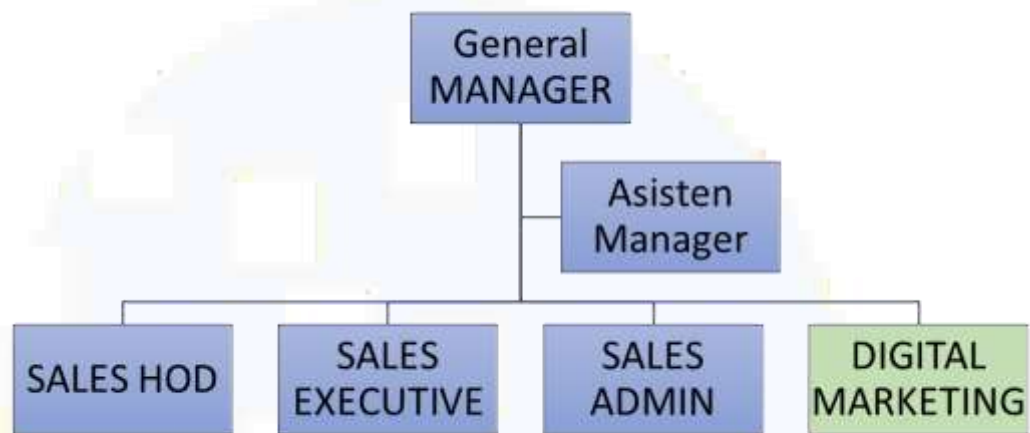 General
MANAGER
Asisten
Manager
SALES HOD
SALES
EXECUTIVE
SALES
ADMIN
DIGITAL
MARKETING